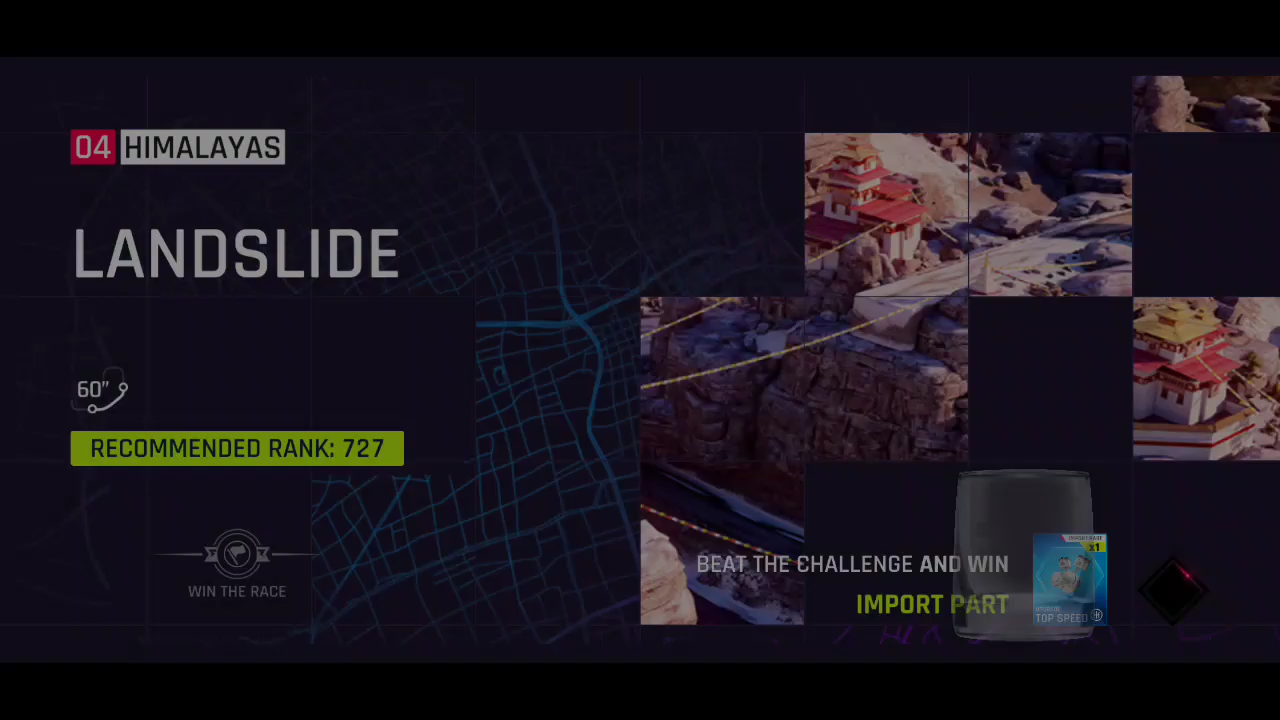 04 HIMALAYAS
LANDSLIDE
60"
RECOMMENDED RANK: 727
WIN THE RACE
BEAT THE CHALLENGE AND WIN
IMPORT PART
x1
TOP SPEED